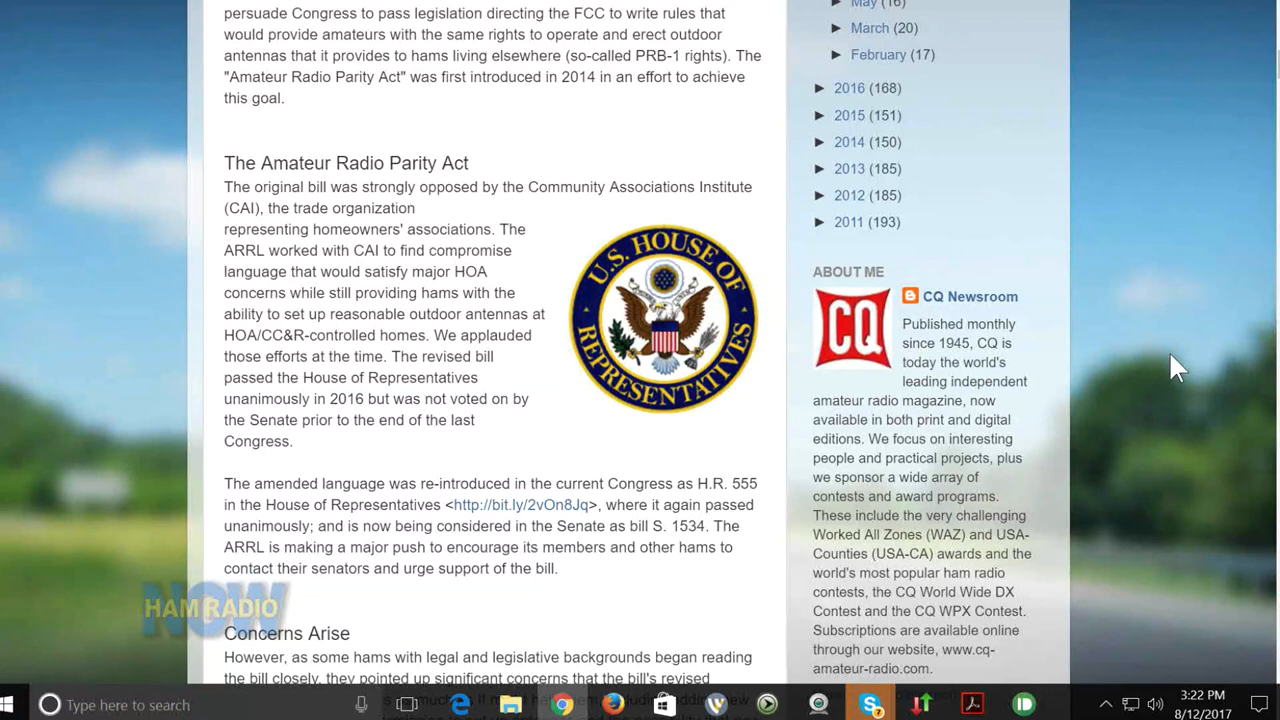 persuade Congress to pass legislation directing the FCC to write rules that
would provide amateurs with the same rights to operate and erect outdoor
antennas that it provides to hams living elsewhere (so-called PRB-1 rights). The
"Amateur Radio Parity Act" was first introduced in 2014 in an effort to achieve
this goal.
The Amateur Radio Parity Act
The original bill was strongly opposed by the Community Associations Institute
(CAI), the trade organization
representing homeowners' associations. The
ARRL worked with CAI to find compromise
language that would satisfy major HOA
concerns while still providing hams with the
ability to set up reasonable outdoor antennas at
HOA/CC&R-controlled homes. We applauded
those efforts at the time. The revised bill
passed the House of Representatives
unanimously in 2016 but was not voted on by
the Senate prior to the end of the last
Congress.
U.S. HOUSE OF
REPRESENTATIVES
The amended language was re-introduced in the current Congress as H.R. 555
in the House of Representatives <http://bit.ly/2vOn8Jq>, where it again passed
unanimously; and is now being considered in the Senate as bill S. 1534. The
ARRL is making a major push to encourage its members and other hams to
contact their senators and urge support of the bill.
HAM RADIO
NOW
Concerns Arise
However, as some hams with legal and legislative backgrounds began reading
the bill closely, they pointed up significant concerns that the bill's revised
► May (16)
► March (20)
► February (17)
► 2016 (168)
► 2015 (151)
► 2014 (150)
► 2013 (185)
► 2012 (185)
► 2011 (193)
ABOUT ME
CQ
CQ Newsroom
Published monthly
since 1945, CQ is
today the world's
leading independent
amateur radio magazine, now
available in both print and digital
editions. We focus on interesting
people and practical projects, plus
we sponsor a wide array of
contests and award programs.
These include the very challenging
Worked All Zones (WAZ) and USA-
Counties (USA-CA) awards and the
world's most popular ham radio
contests, the CQ World Wide DX
Contest and the CQ WPX Contest.
Subscriptions are available online
through our website, www.cq-
amateur-radio.com.
Type here to search
7
3:22 PM
8/12/2017